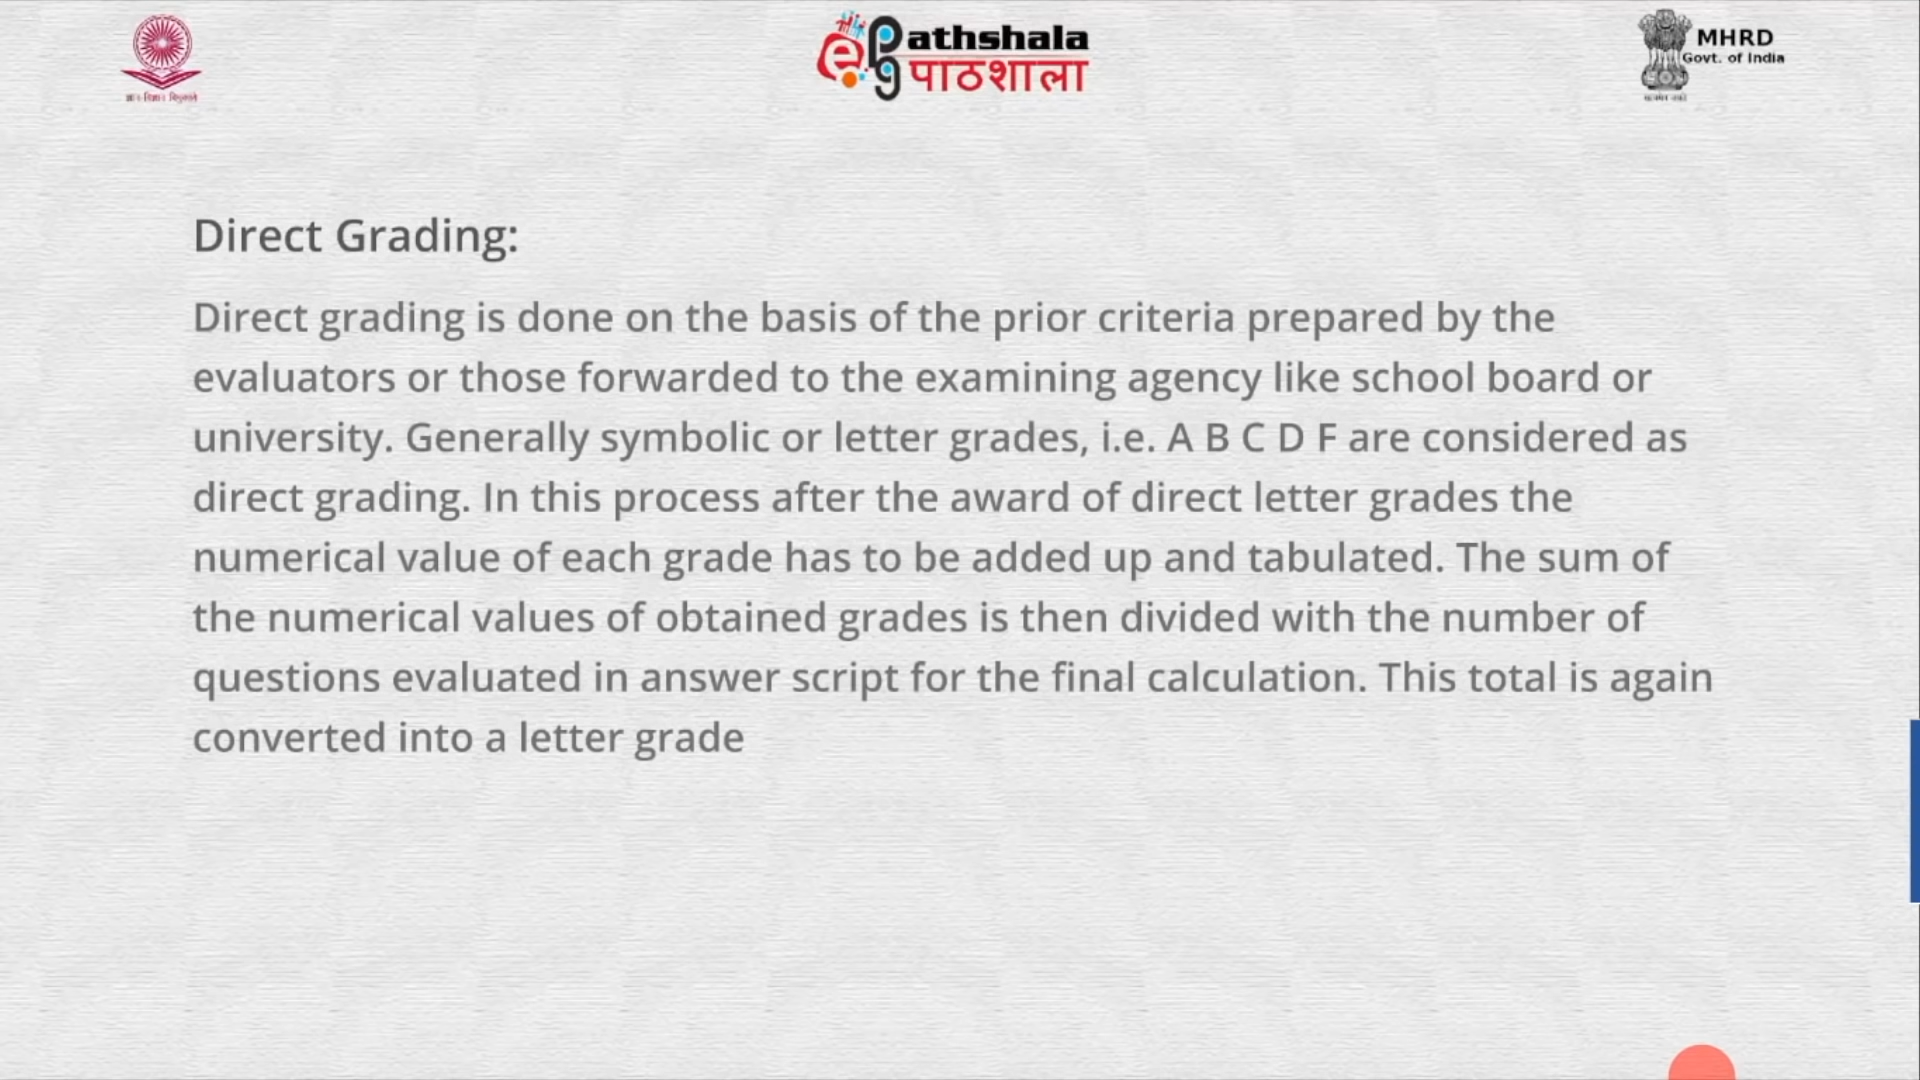 ePG Pathshala
पाठशाला
MHRD
Govt. of India
Direct Grading:
Direct grading is done on the basis of the prior criteria prepared by the
evaluators or those forwarded to the examining agency like school board or
university. Generally symbolic or letter grades, i.e. A B C D F are considered as
direct grading. In this process after the award of direct letter grades the
numerical value of each grade has to be added up and tabulated. The sum of
the numerical values of obtained grades is then divided with the number of
questions evaluated in answer script for the final calculation. This total is again
converted into a letter grade